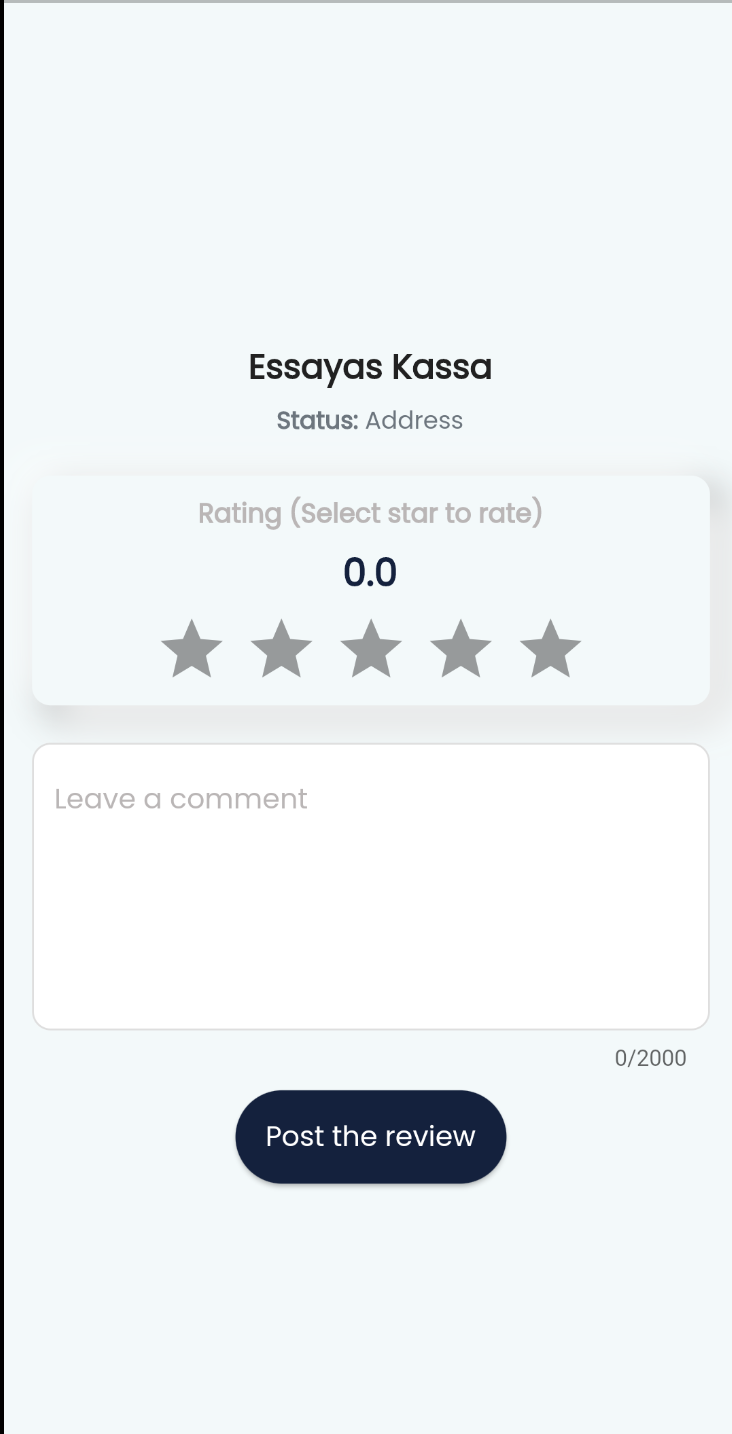 Essayas Kassa
Status: Address
Rating (Select star to rate)
0.0
Leave a comment
0/2000
Post the review